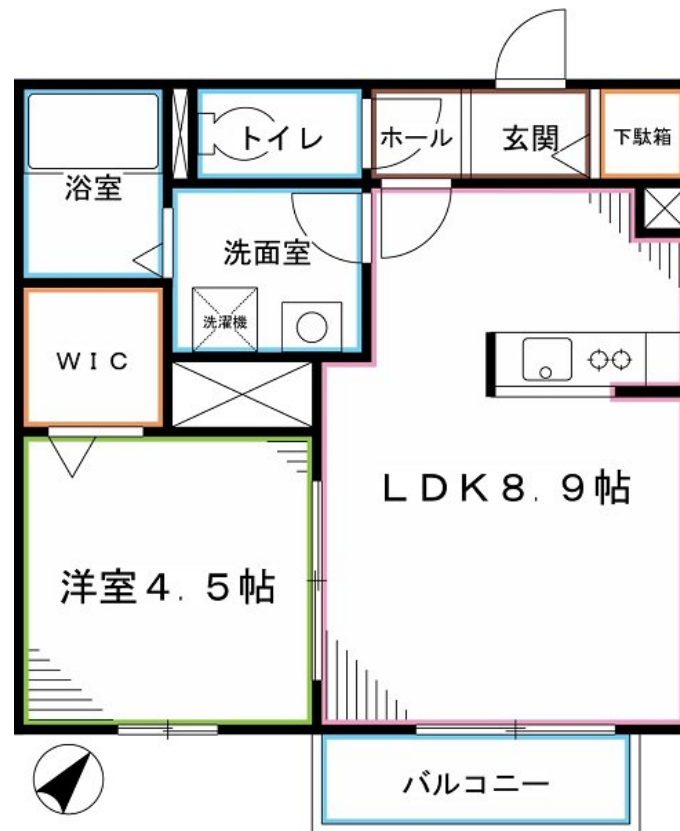 トイレ
ホール
玄関
下駄箱
浴室
洗面室
洗濯機
WIC
LDK8.9帖
洋室4.5帖
バルコニー